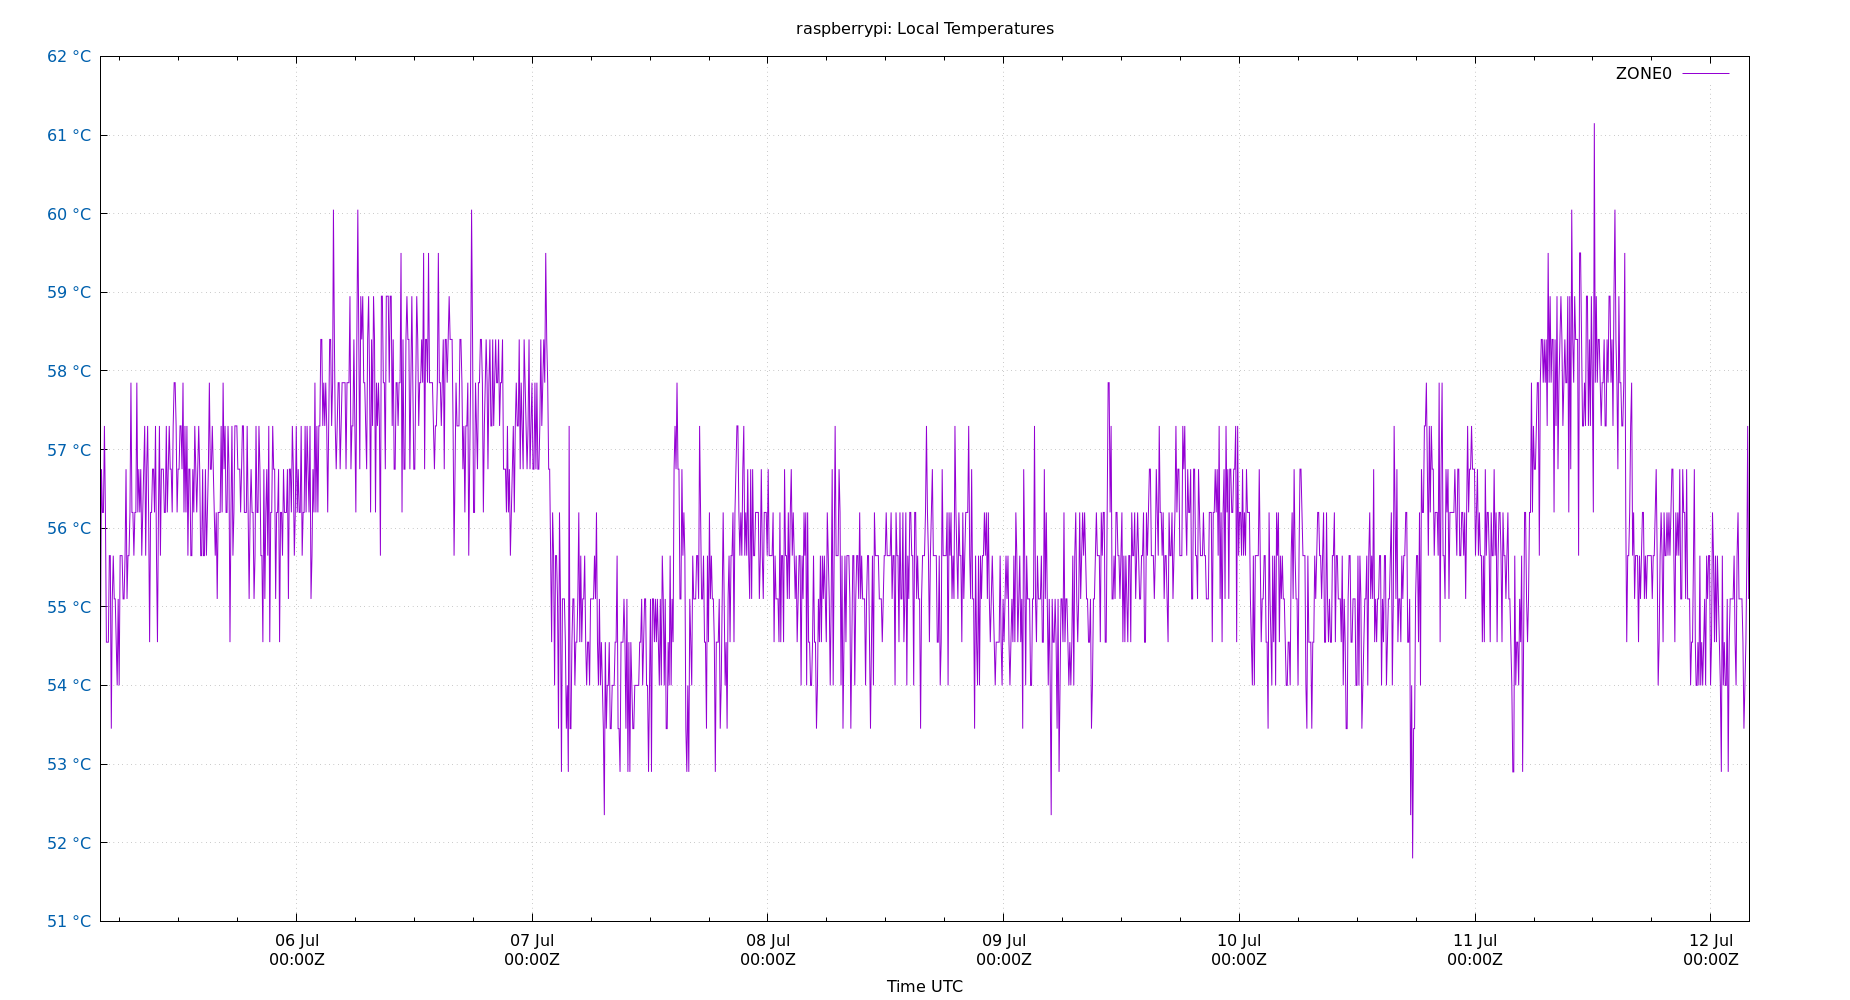 raspberrypi: Local Temperatures
62 °C
ZONE0
61 °C
60 °C
59 °C
58 °C
57 °C
56 °C
55 °C
54 °C
53 °C
52 °C
51 °C
06 Jul 07 Jul 08 Jul 09 Jul 10 Jul 11 Jul 12 Jul
00:00Z 00:00Z 00:00Z 00:00Z 00:00Z 00:00Z 00:00Z
Time UTC